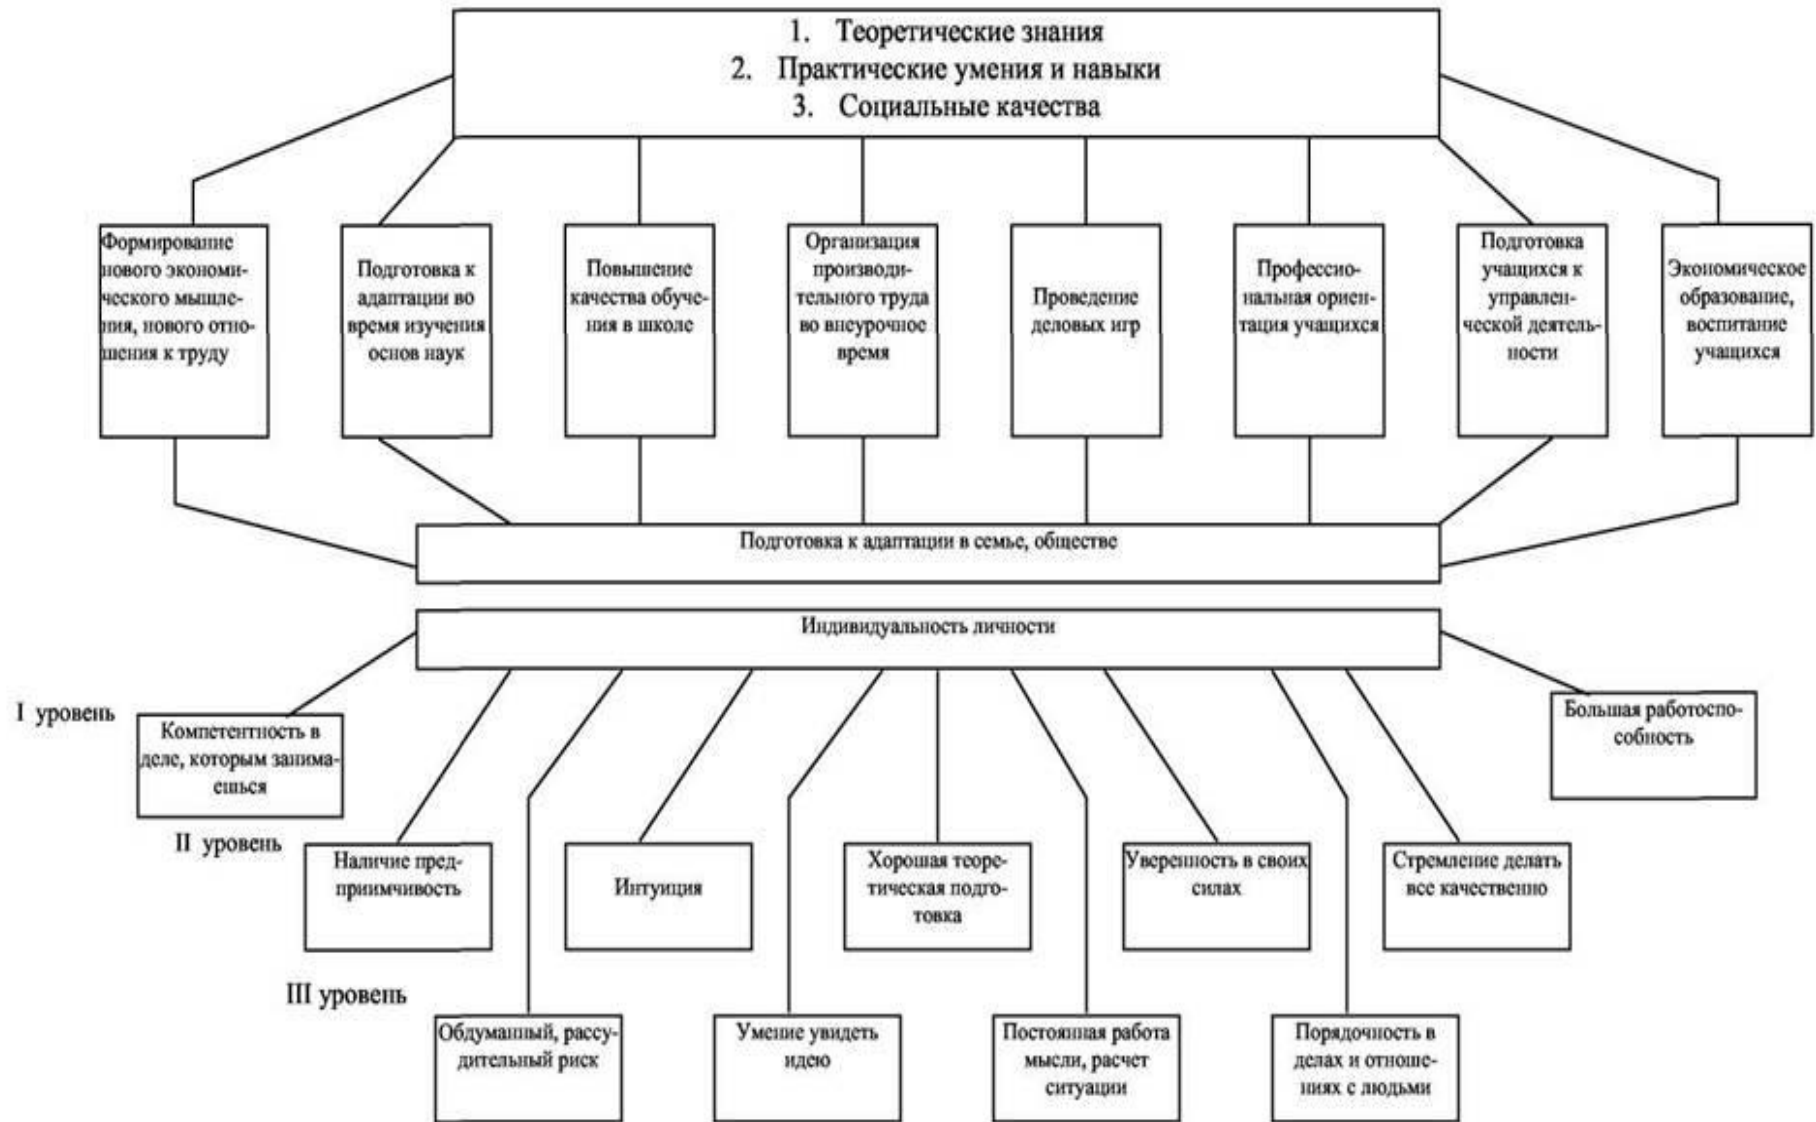 1. Теоретические знания
2. Практические умения и навыки
3. Социальные качества
Формирование
нового экономи-
ческого мышле-
ния, нового отно-
шения к труду
Подготовка к
адаптации во
время изучения
основ наук
Повышение
качества обуче-
ния в школе
Организация
производи-
тельного труда
во внеурочное
время
Проведение
деловых игр
Профессио-
нальная ориен-
тация учащихся
Подготовка
учащихся к
управлен-
ческой деятель-
ности
Экономическое
образование,
воспитание
учащихся
Подготовка к адаптации в семье, обществе
Индивидуальность личности
I уровень
Компетентность в
деле, которым занима-
ешься
Большая работоспо-
собность
II уровень
Наличие пред-
приимчивость
Интуиция
Хорошая теоре-
тическая подго-
товка
Уверенность в своих
силах
Стремление делать
все качественно
III уровень
Обдуманный, рассу-
дительный риск
Умение увидеть
идею
Постоянная работа
мысли, расчет
ситуации
Порядочность в
делах и отноше-
ниях с людьми